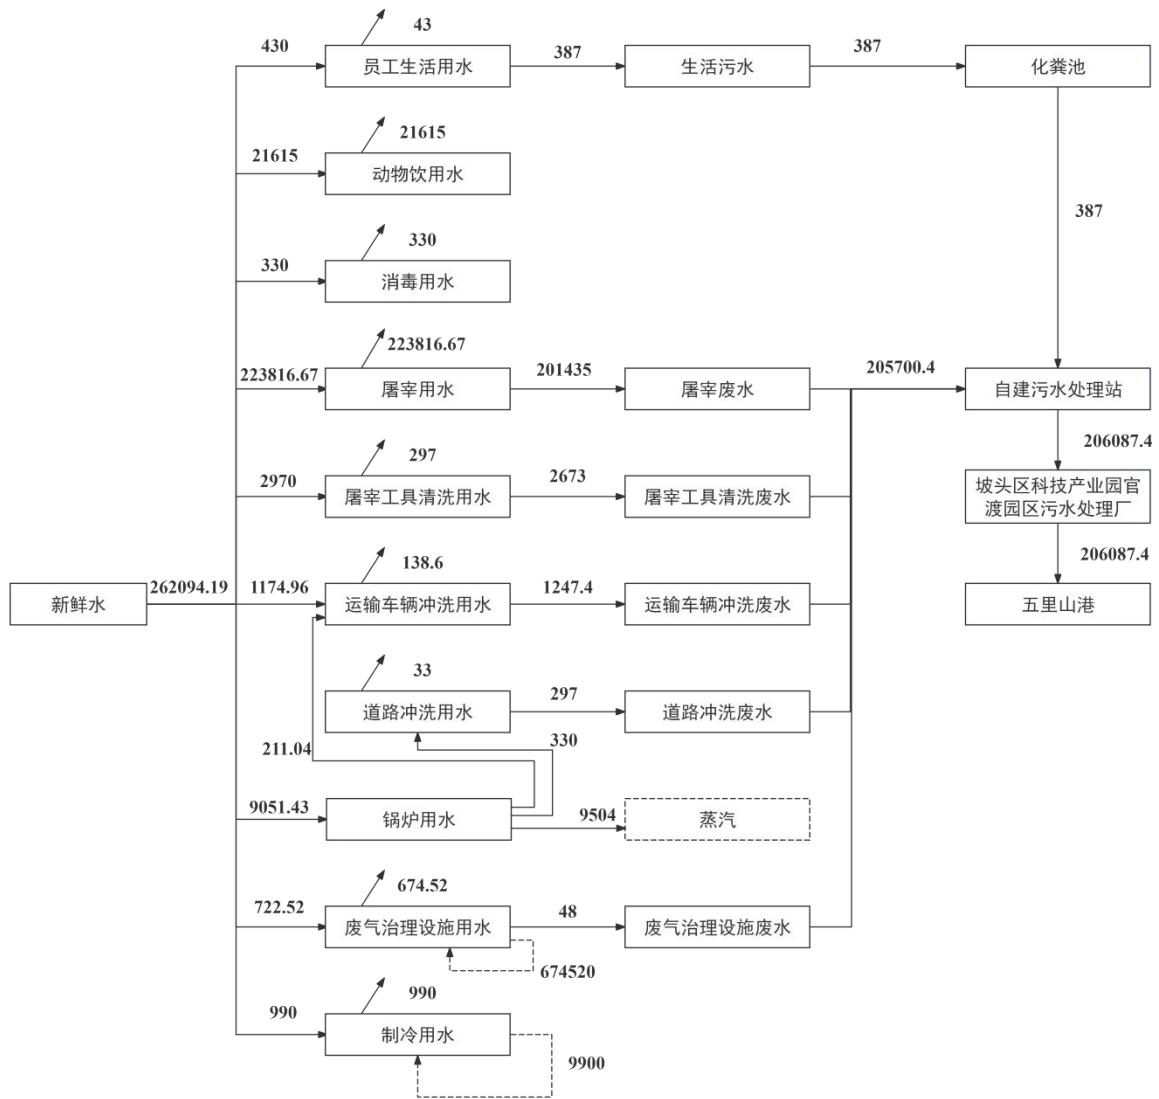 43
430
员工生活用水
387
生活污水
387
化粪池
21615
21615
动物饮用水
387
330
330
消毒用水
223816.67
223816.67
屠宰用水
201435
屠宰废水
205700.4
自建污水处理站
206087.4
297
2970
屠宰工具清洗用水
2673
屠宰工具清洗废水
坡头区科技产业园官
渡园区污水处理厂
206087.4
138.6
新鲜水
262094.19
1174.96
运输车辆冲洗用水
1247.4
运输车辆冲洗废水
五里山港
33
道路冲洗用水
297
道路冲洗废水
211.04
330
9051.43
锅炉用水
9504
蒸汽
674.52
722.52
废气治理设施用水
48
废气治理设施废水
674520
990
990
制冷用水
9900